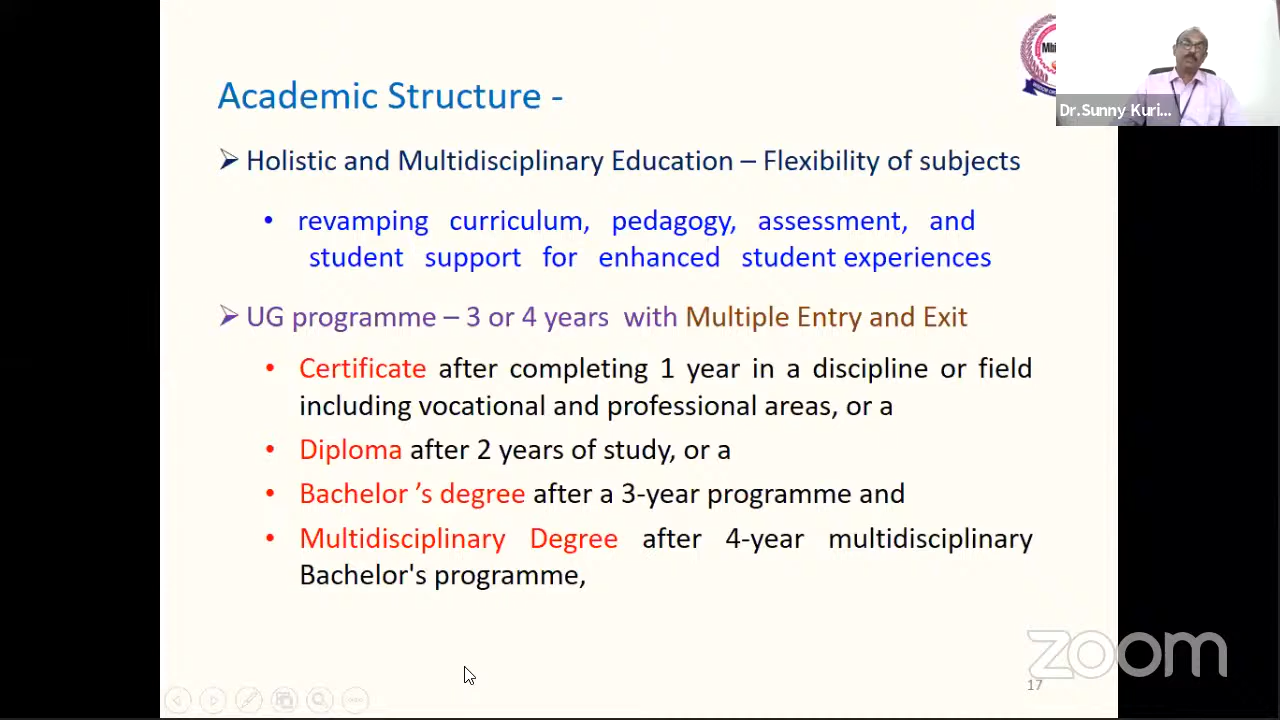 Academic Structure -
Mbi
Dr.Sunny Kuri...
➢ Holistic and Multidisciplinary Education – Flexibility of subjects
• revamping curriculum, pedagogy, assessment, and
student support for enhanced student experiences
➢ UG programme – 3 or 4 years with Multiple Entry and Exit
• Certificate after completing 1 year in a discipline or field
including vocational and professional areas, or a
• Diploma after 2 years of study, or a
• Bachelor 's degree after a 3-year programme and
• Multidisciplinary Degree after 4-year multidisciplinary
Bachelor's programme,
zoom
17